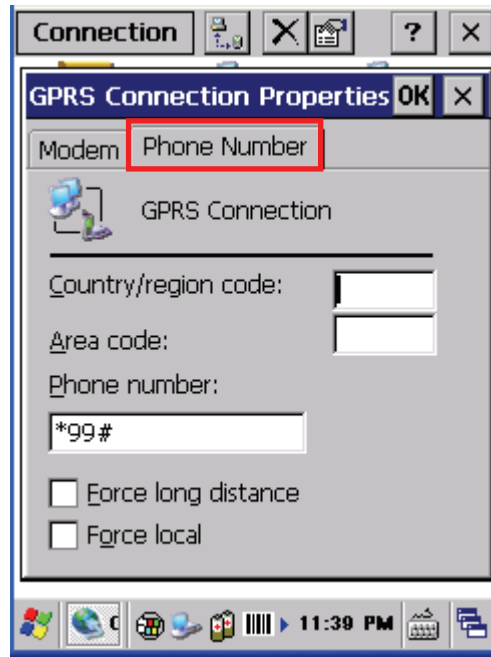 Connection ? ×
GPRS Connection Properties OK ×
Modem Phone Number
GPRS Connection
Country/region code:
Area code:
Phone number:
*99#
Force long distance
Force local
C 11:39 PM